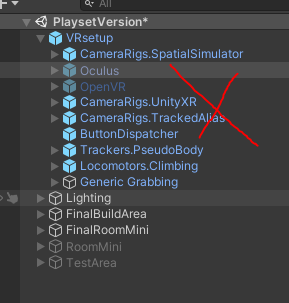 All
PlaysetVersion*
VRsetup
CameraRigs.SpatialSimulator
Oculus
OpenVR
CameraRigs.UnityXR
CameraRigs.TrackedAlias
ButtonDispatcher
Trackers.PseudoBody
Locomotors.Climbing
Generic Grabbing
Lighting
FinalBuildArea
FinalRoomMini
RoomMini
TestArea